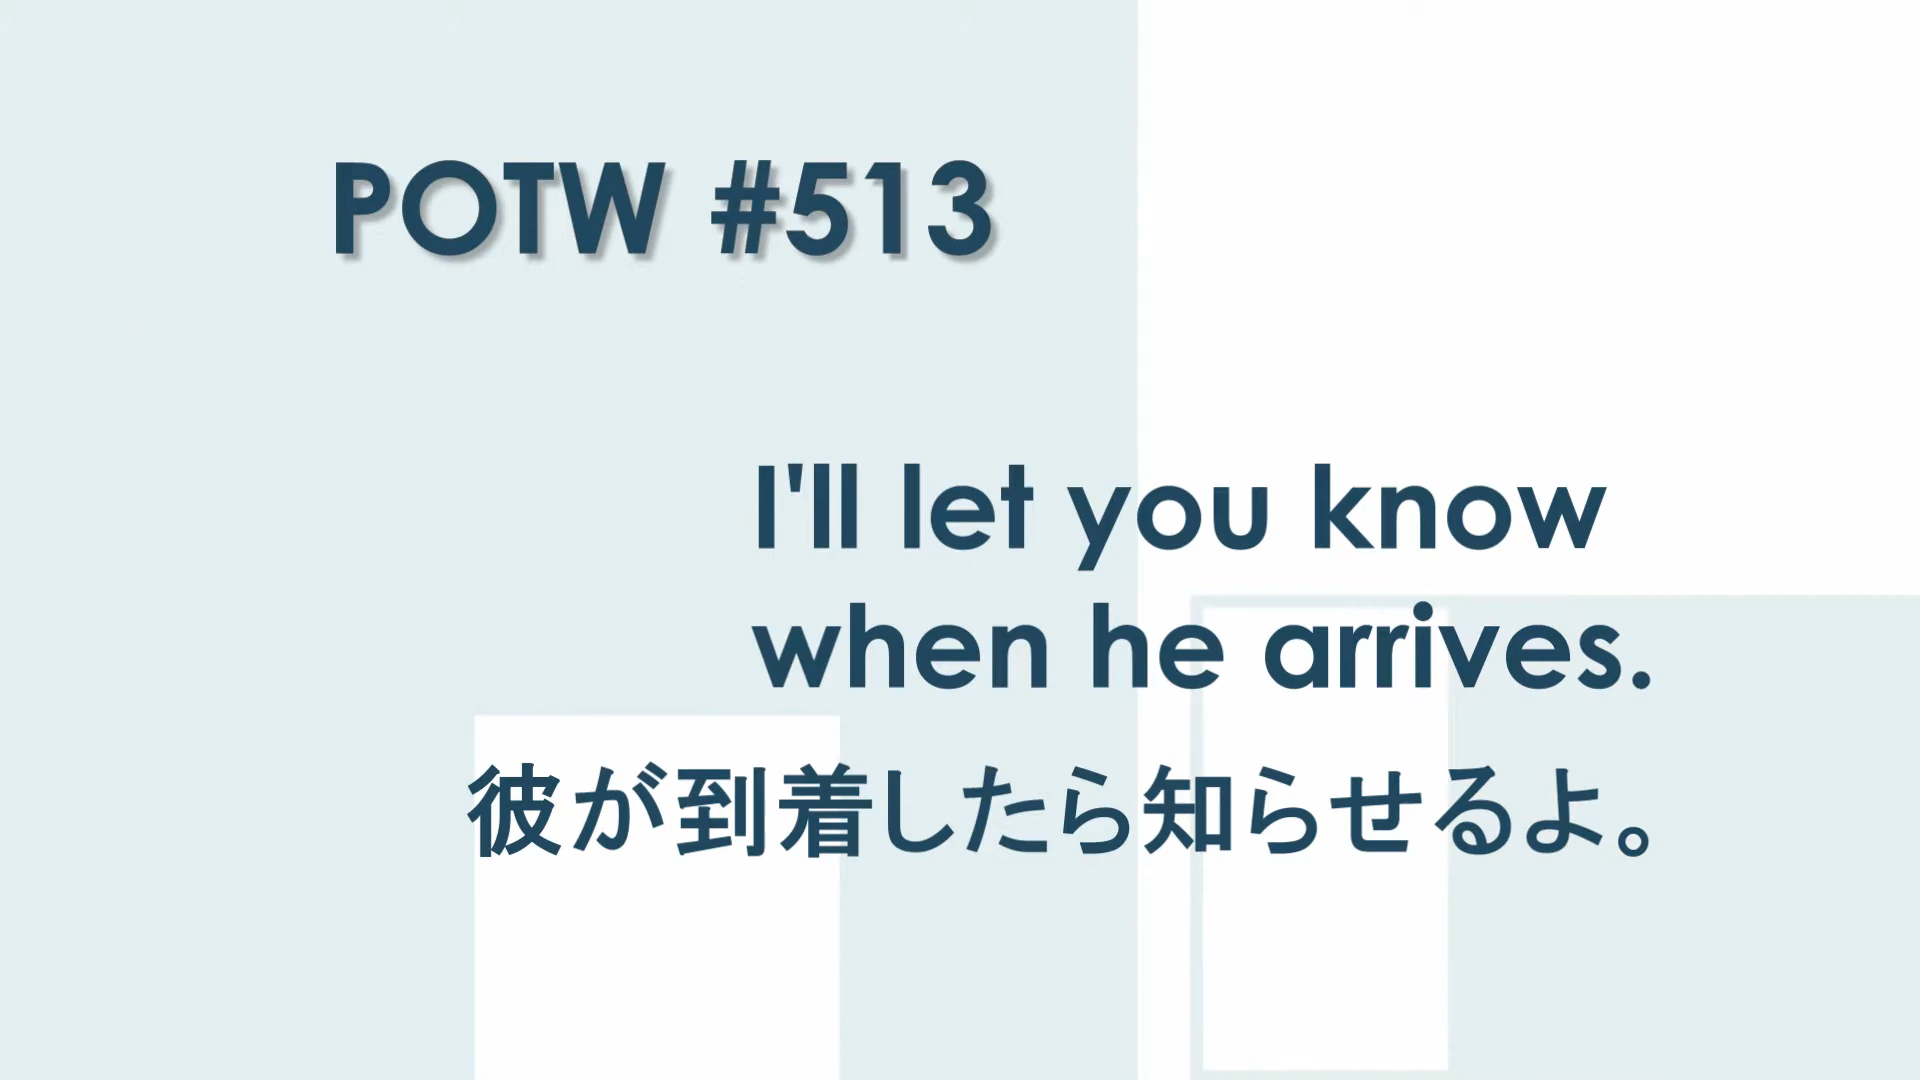 POTW #513
I'll let you know
when he arrives.
彼が到着したら知らせるよ。